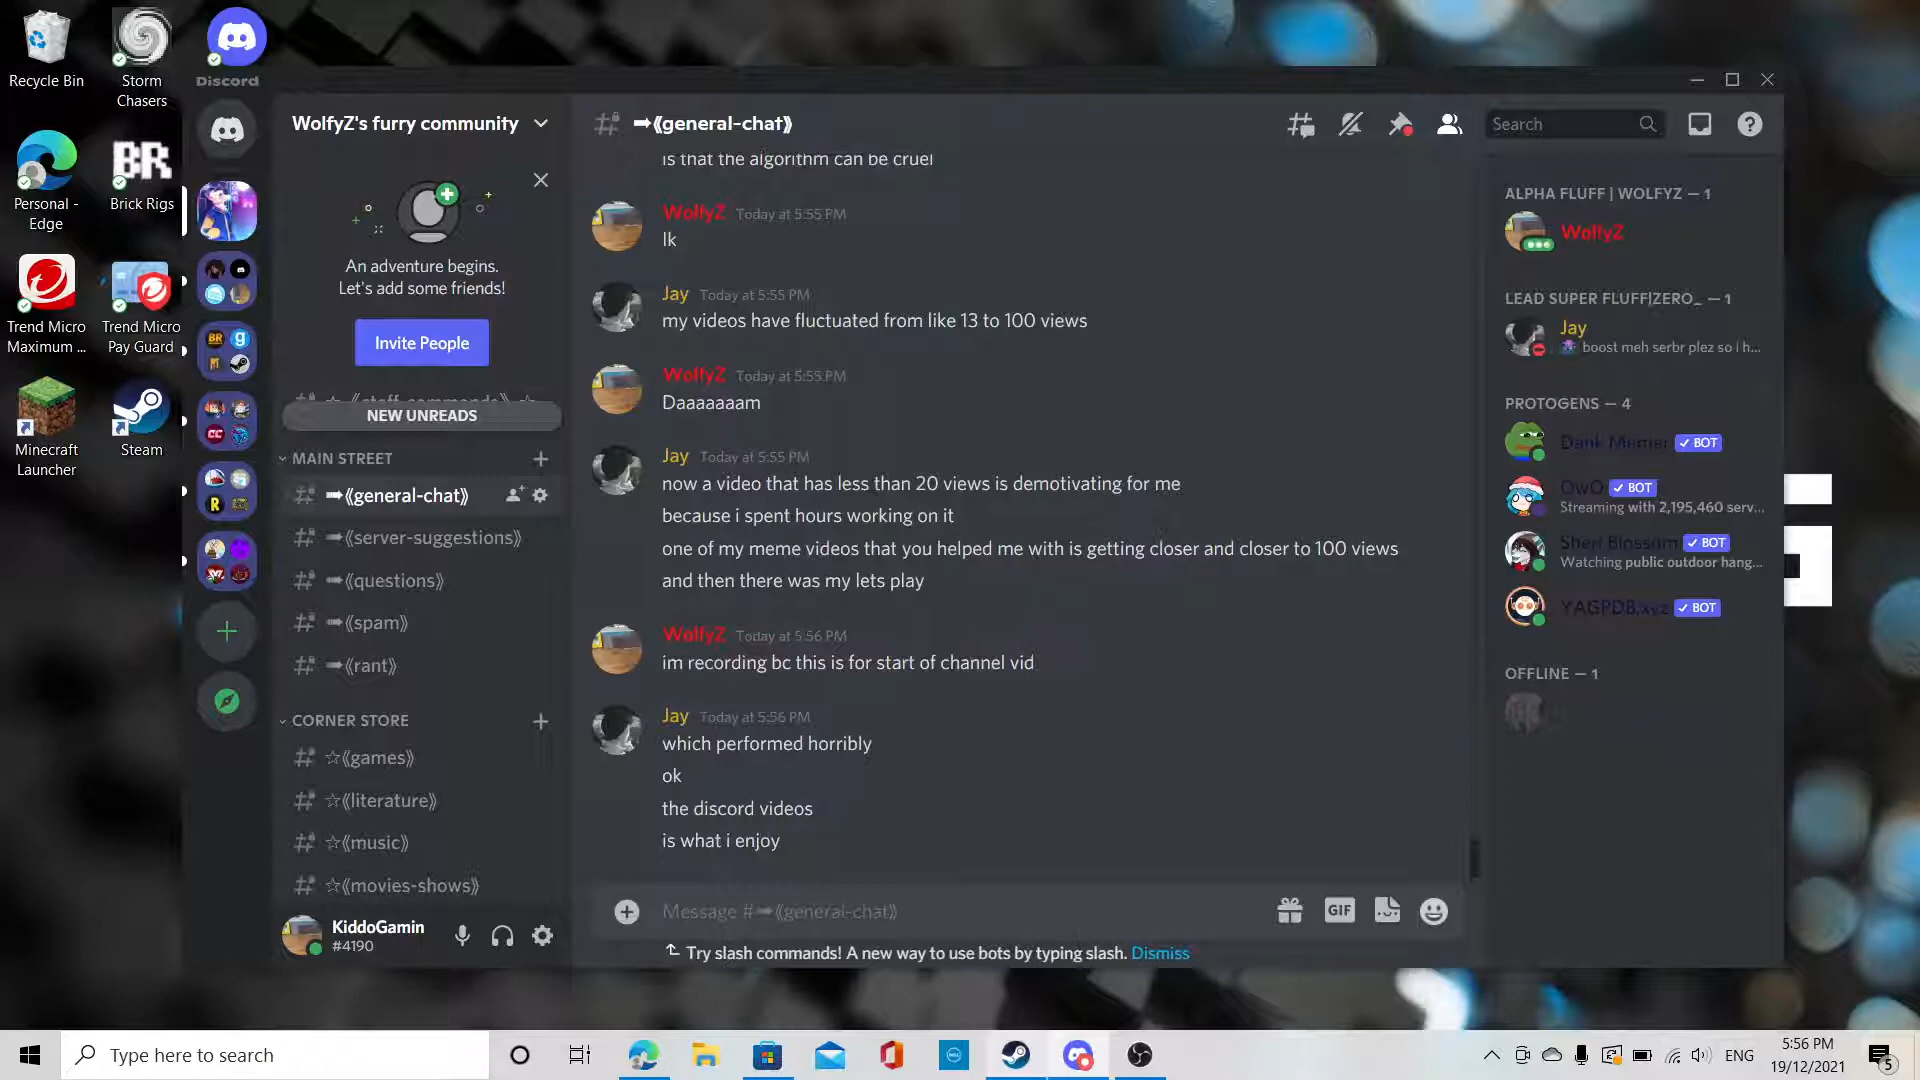 Recycle Bin
Storm
Chasers
Discord
Personal -
Edge
BR
Brick Rigs
Trend Micro
Maximum ...
Trend Micro
Pay Guard
Minecraft
Launcher
Steam
WolfyZ's furry community
An adventure begins.
Let's add some friends!
Invite People
NEW UNREADS
MAIN STREET
➡⟪general-chat⟫
➡⟪server-suggestions⟫
➡⟪questions⟫
➡⟪spam⟫
➡⟪rant⟫
CORNER STORE
☆⟪games⟫
☆⟪literature⟫
☆⟪music⟫
☆⟪movies-shows⟫
KiddoGamin
#4190
➡⟪general-chat⟫
Search
is that the algorithm can be cruel
WolfyZ Today at 5:55 PM
Ik
Jay Today at 5:55 PM
my videos have fluctuated from like 13 to 100 views
WolfyZ Today at 5:55 PM
Daaaaaaam
Jay Today at 5:55 PM
now a video that has less than 20 views is demotivating for me
because i spent hours working on it
one of my meme videos that you helped me with is getting closer and closer to 100 views
and then there was my lets play
WolfyZ Today at 5:56 PM
im recording bc this is for start of channel vid
Jay Today at 5:56 PM
which performed horribly
ok
the discord videos
is what i enjoy
Message #➡⟪general-chat⟫
GIF
Try slash commands! A new way to use bots by typing slash. Dismiss
ALPHA FLUFF | WOLFYZ — 1
WolfyZ
LEAD SUPER FLUFF|ZERO_ — 1
Jay
boost meh serbr plez so i h...
PROTOGENS — 4
Dank Memer ✓ BOT
OwO ✓ BOT
Streaming with 2,195,460 serv...
Sheri Blossom ✓ BOT
Watching public outdoor hang...
YAGPDB.xyz ✓ BOT
OFFLINE — 1
Type here to search
ENG
5:56 PM
19/12/2021
5